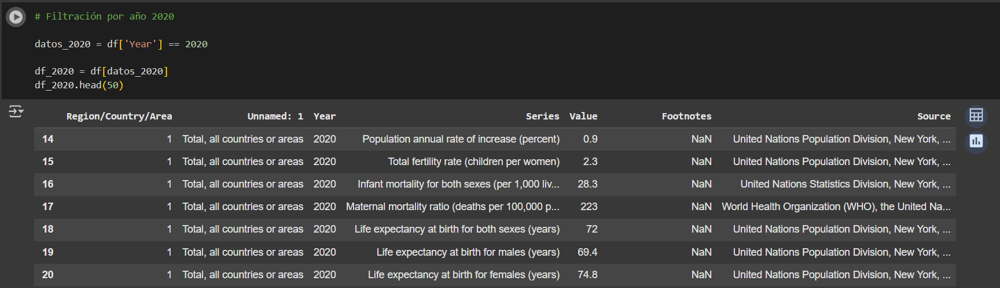 # Filtración por año 2020
datos_2020 = df['Year'] == 2020
df_2020 = df[datos_2020]
df_2020.head(50)
Region/Country/Area Unnamed: 1 Year Series Value Footnotes Source
14 1 Total, all countries or areas 2020 Population annual rate of increase (percent) 0.9 NaN United Nations Population Division, New York, ...
15 1 Total, all countries or areas 2020 Total fertility rate (children per women) 2.3 NaN United Nations Population Division, New York, ...
16 1 Total, all countries or areas 2020 Infant mortality for both sexes (per 1,000 liv... 28.3 NaN United Nations Statistics Division, New York, ...
17 1 Total, all countries or areas 2020 Maternal mortality ratio (deaths per 100,000 p... 223 NaN World Health Organization (WHO), the United Na...
18 1 Total, all countries or areas 2020 Life expectancy at birth for both sexes (years) 72 NaN United Nations Population Division, New York, ...
19 1 Total, all countries or areas 2020 Life expectancy at birth for males (years) 69.4 NaN United Nations Population Division, New York, ...
20 1 Total, all countries or areas 2020 Life expectancy at birth for females (years) 74.8 NaN United Nations Population Division, New York, ...